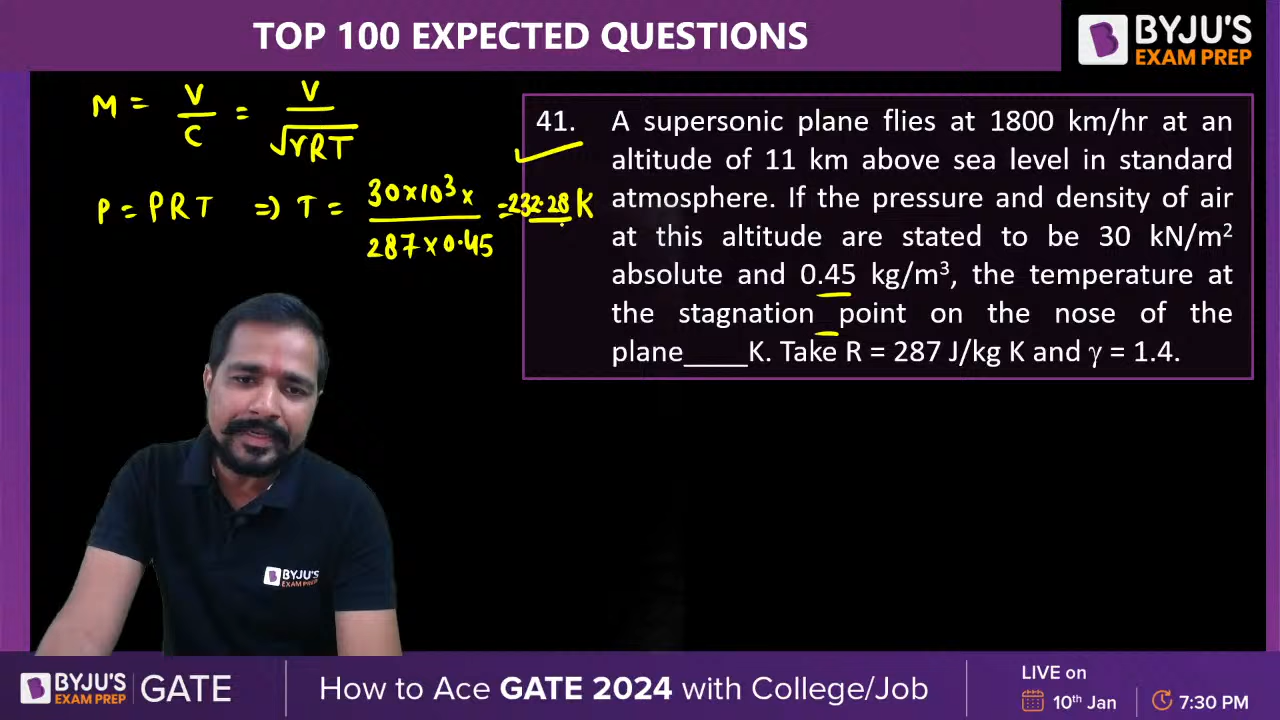 TOP 100 EXPECTED QUESTIONS
BYJU'S
EXAM PREP
M = V/C = V/√γRT
P = PRT ⇒ T = 30×10³×/287×0.45 = 232.28 K
41. A supersonic plane flies at 1800 km/hr at an
altitude of 11 km above sea level in standard
atmosphere. If the pressure and density of air
at this altitude are stated to be 30 kN/m²
absolute and 0.45 kg/m³, the temperature at
the stagnation point on the nose of the
plane____K. Take R = 287 J/kg K and γ = 1.4.
BYJU'S
EXAM PREP
BYJU'S
EXAM PREP
GATE
How to Ace GATE 2024 with College/Job
LIVE on
10th Jan
7:30 PM